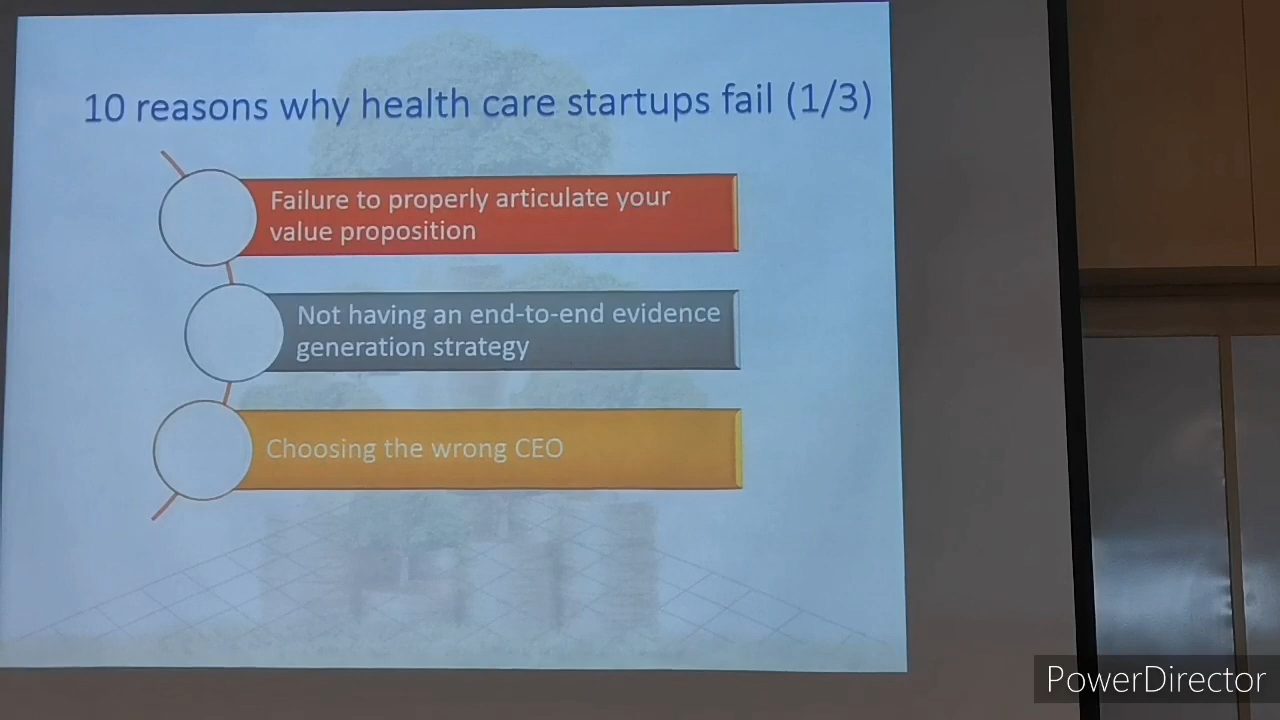 10 reasons why health care startups fail (1/3)
Failure to properly articulate your
value proposition
Not having an end-to-end evidence
generation strategy
Choosing the wrong CEO
PowerDirector